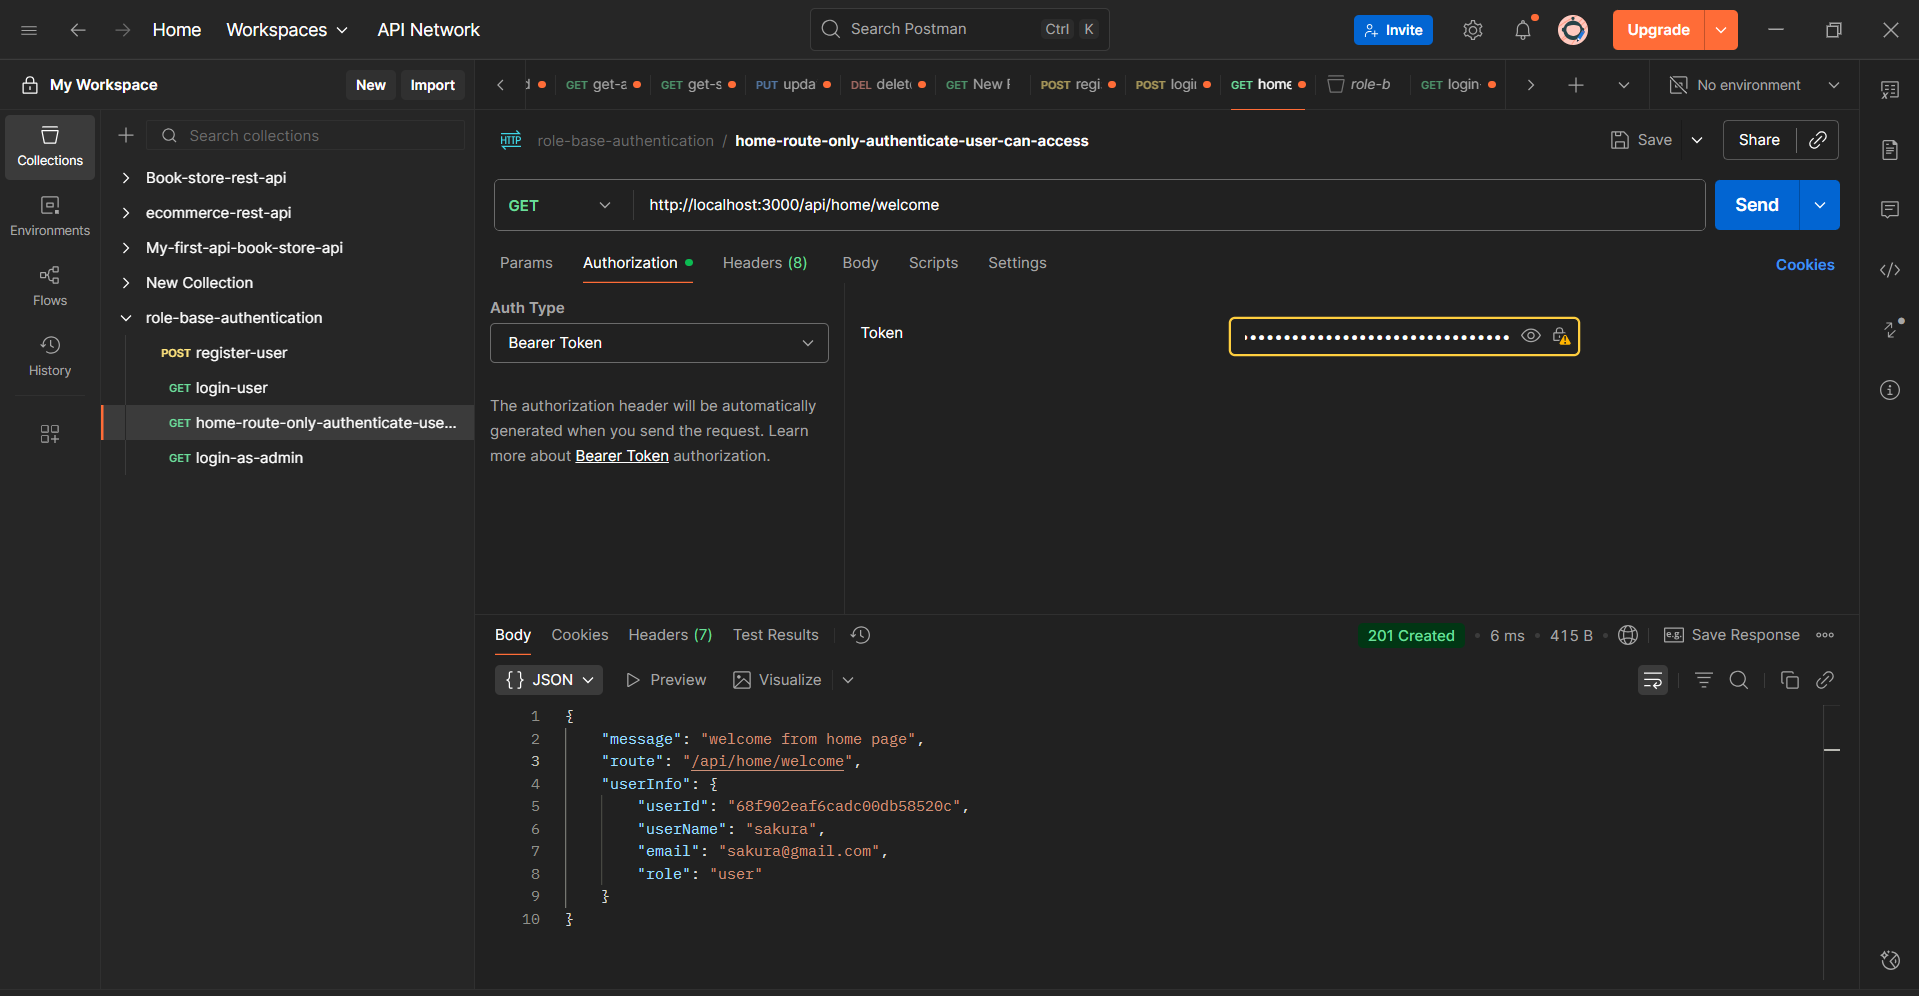 Home
Workspaces
API Network
Search Postman
Ctrl K
Invite
Upgrade
My Workspace
New
Import
d
GET get-a
GET get-s
PUT upda
DEL delet
GET New F
POST regi
POST logi
GET home
role-b
GET login-
No environment
Collections
Environments
Flows
History
Search collections
Book-store-rest-api
ecommerce-rest-api
My-first-api-book-store-api
New Collection
role-base-authentication
POST register-user
GET login-user
GET home-route-only-authenticate-use...
GET login-as-admin
HTTP role-base-authentication / home-route-only-authenticate-user-can-access
Save
Share
GET
http://localhost:3000/api/home/welcome
Send
Params
Authorization
Headers (8)
Body
Scripts
Settings
Cookies
Auth Type
Bearer Token
The authorization header will be automatically
generated when you send the request. Learn
more about Bearer Token authorization.
Token
Body
Cookies
Headers (7)
Test Results
201 Created
6 ms
415 B
e.g. Save Response
{} JSON
Preview
Visualize
1 {
2 "message": "welcome from home page",
3 "route": "/api/home/welcome",
4 "userInfo": {
5 "userId": "68f902eaf6cadc00db58520c",
6 "userName": "sakura",
7 "email": "sakura@gmail.com",
8 "role": "user"
9 }
10 }